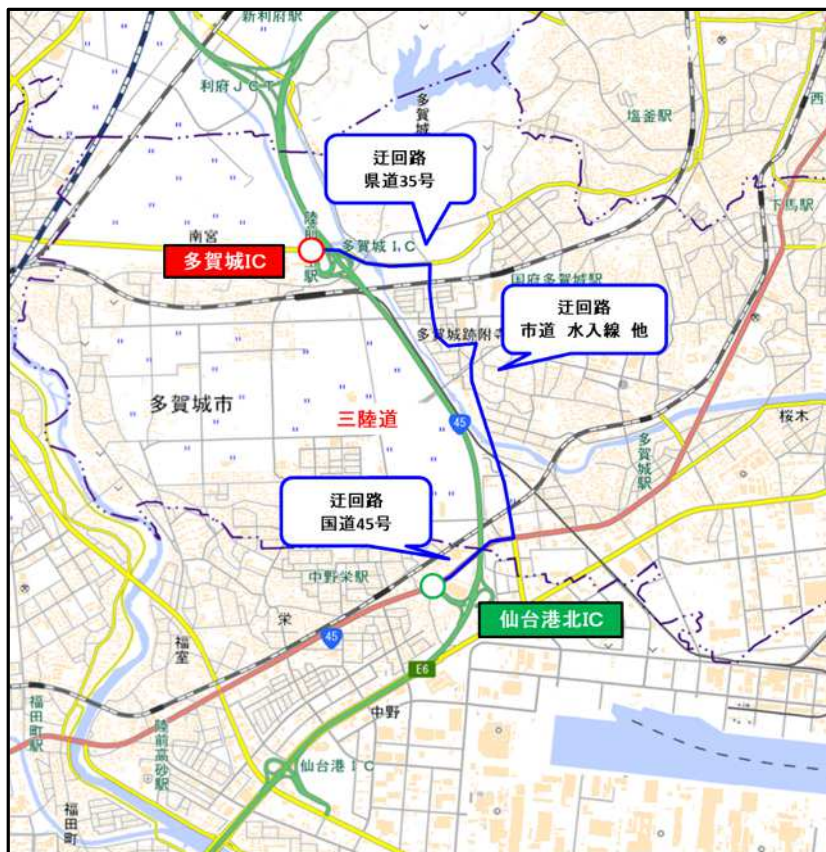 新利府駅
利府JCT
塩釜駅
西
多賀城
迂回路
県道35号
下馬駅
南宮
陸前
駅
多賀城I.C
多賀城IC
国府多賀城駅
迂回路
市道 水入線 他
多賀城跡附寺
多賀城市
三陸道
45
桜木
多賀城駅
迂回路
国道45号
中野栄駅
仙台港北IC
栄
45
福室
E6
中野
福田町駅
陸前高砂駅
仙台港IC
福田町